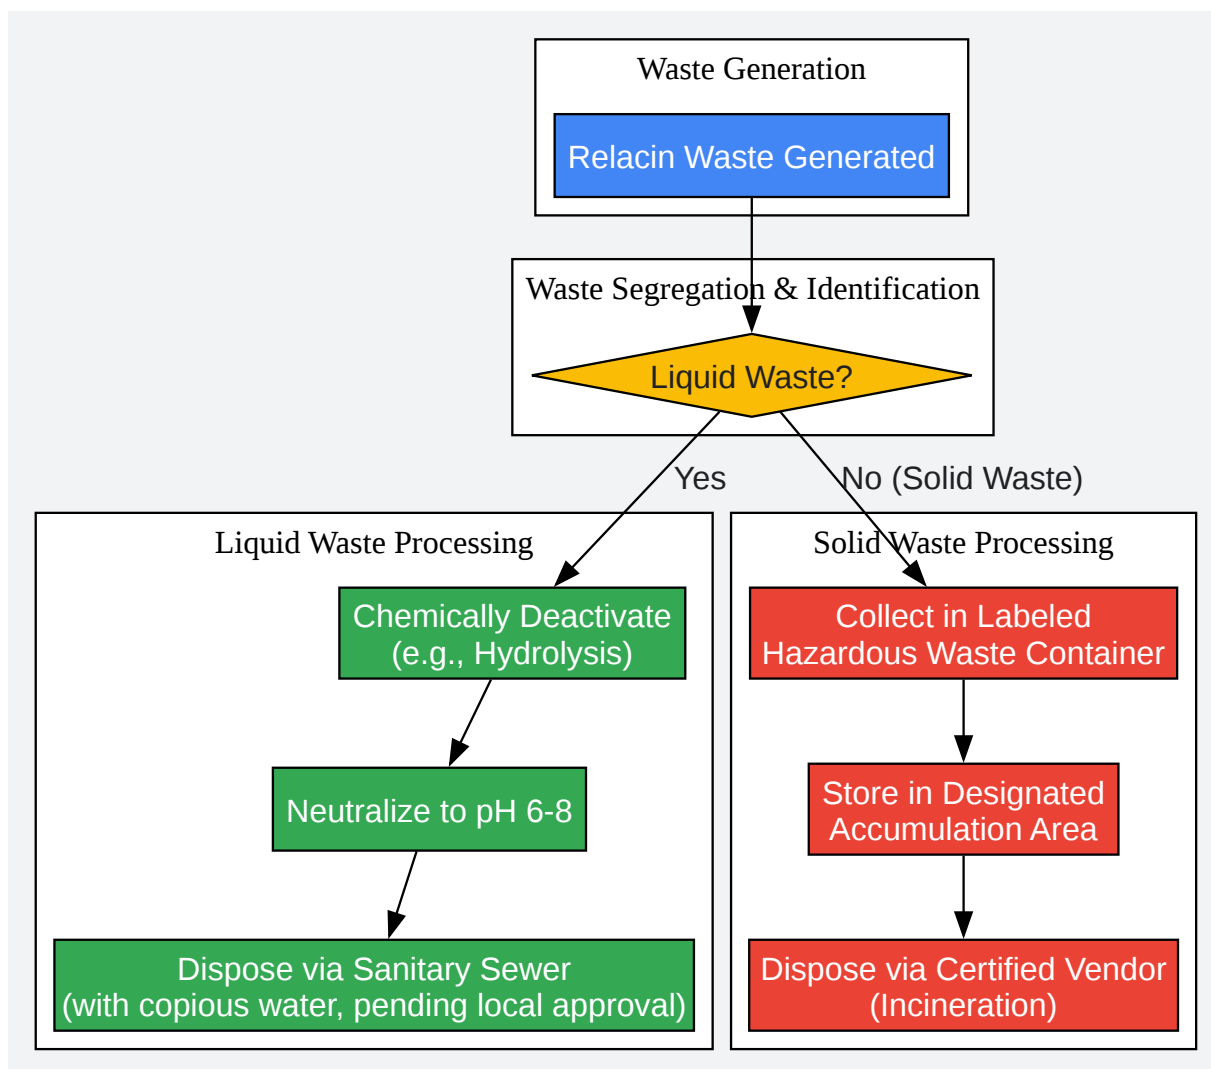 Waste Generation
Relacin Waste Generated
Waste Segregation & Identification
Liquid Waste?
Yes
No (Solid Waste)
Liquid Waste Processing
Chemically Deactivate
(e.g., Hydrolysis)
Neutralize to pH 6-8
Dispose via Sanitary Sewer
(with copious water, pending local approval)
Solid Waste Processing
Collect in Labeled
Hazardous Waste Container
Store in Designated
Accumulation Area
Dispose via Certified Vendor
(Incineration)